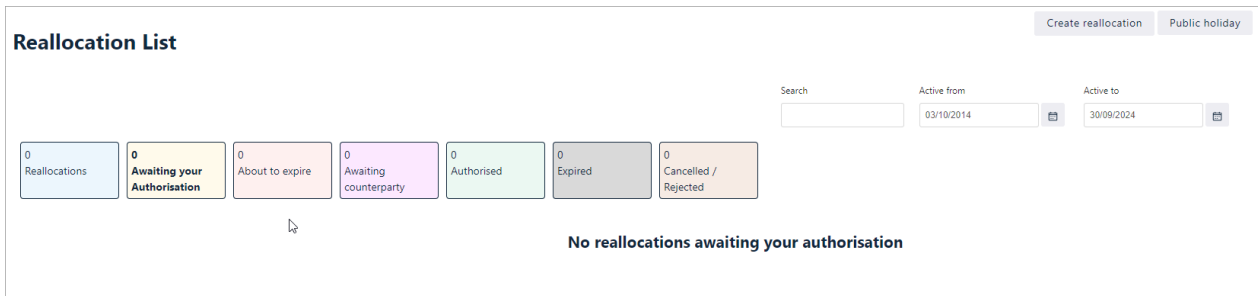 Create reallocation Public holiday
Reallocation List
Search Active from Active to
03/10/2014 30/09/2024
0
Reallocations
0
Awaiting your
Authorisation
0
About to expire
0
Awaiting
counterparty
0
Authorised
0
Expired
0
Cancelled /
Rejected
No reallocations awaiting your authorisation